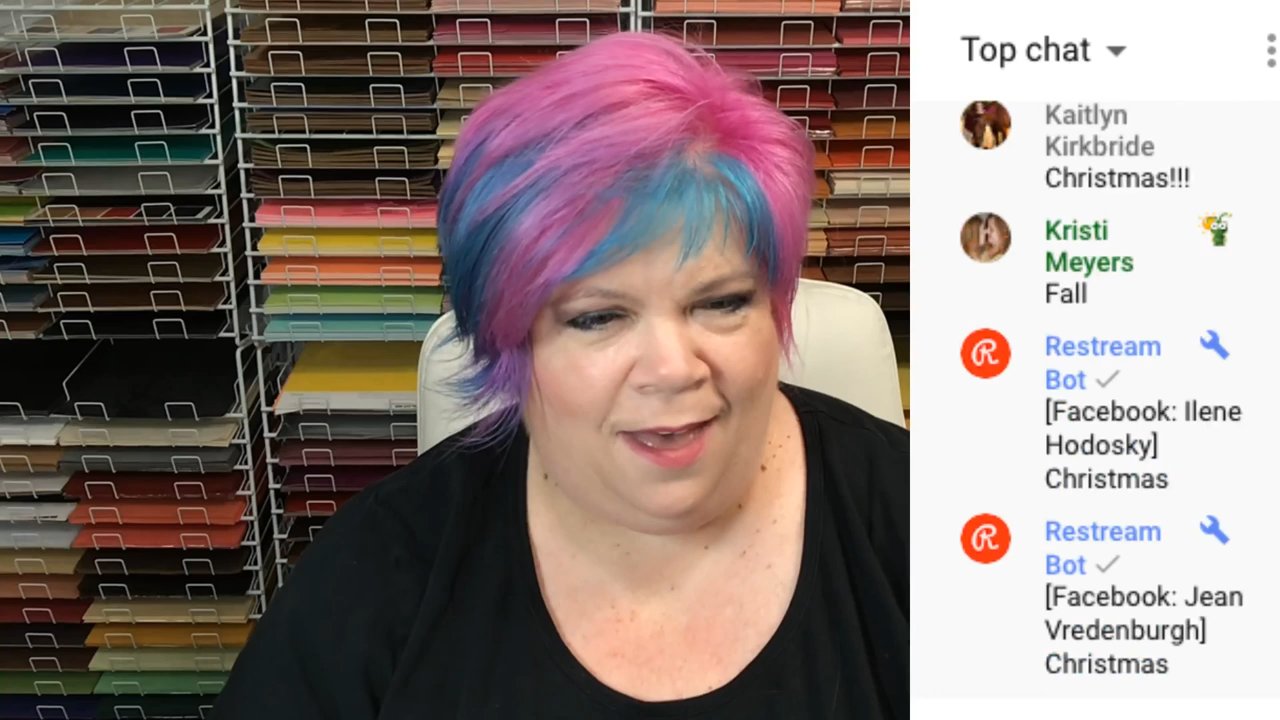 Top chat
Kaitlyn
Kirkbride
Christmas!!!
Kristi
Meyers
Fall
Restream
Bot
[Facebook: Ilene
Hodosky]
Christmas
Restream
Bot
[Facebook: Jean
Vredenburgh]
Christmas